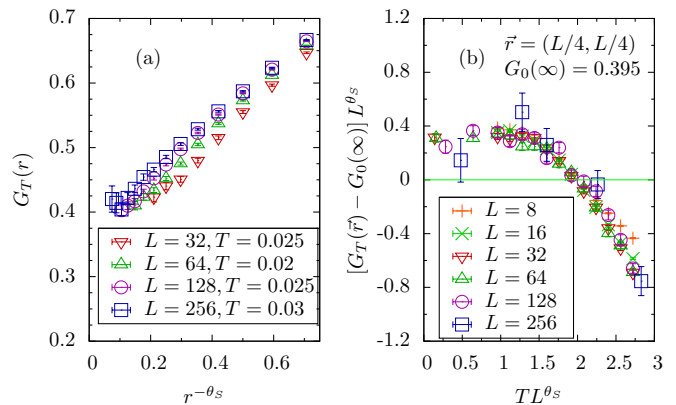 (a)
G_T(r)
0.7
0.6
0.5
0.4
0.3
0.2
L = 32, T = 0.025
L = 64, T = 0.02
L = 128, T = 0.025
L = 256, T = 0.03
0 0.2 0.4 0.6 0.8
r^{-θ_S}
(b)
r⃗ = (L/4, L/4)
G_0(∞) = 0.395
[G_T(r⃗) − G_0(∞)] L^{θ_S}
1.2
0.8
0.4
0
-0.4
-0.8
-1.2
L = 8
L = 16
L = 32
L = 64
L = 128
L = 256
0 0.5 1 1.5 2 2.5 3
TL^{θ_S}